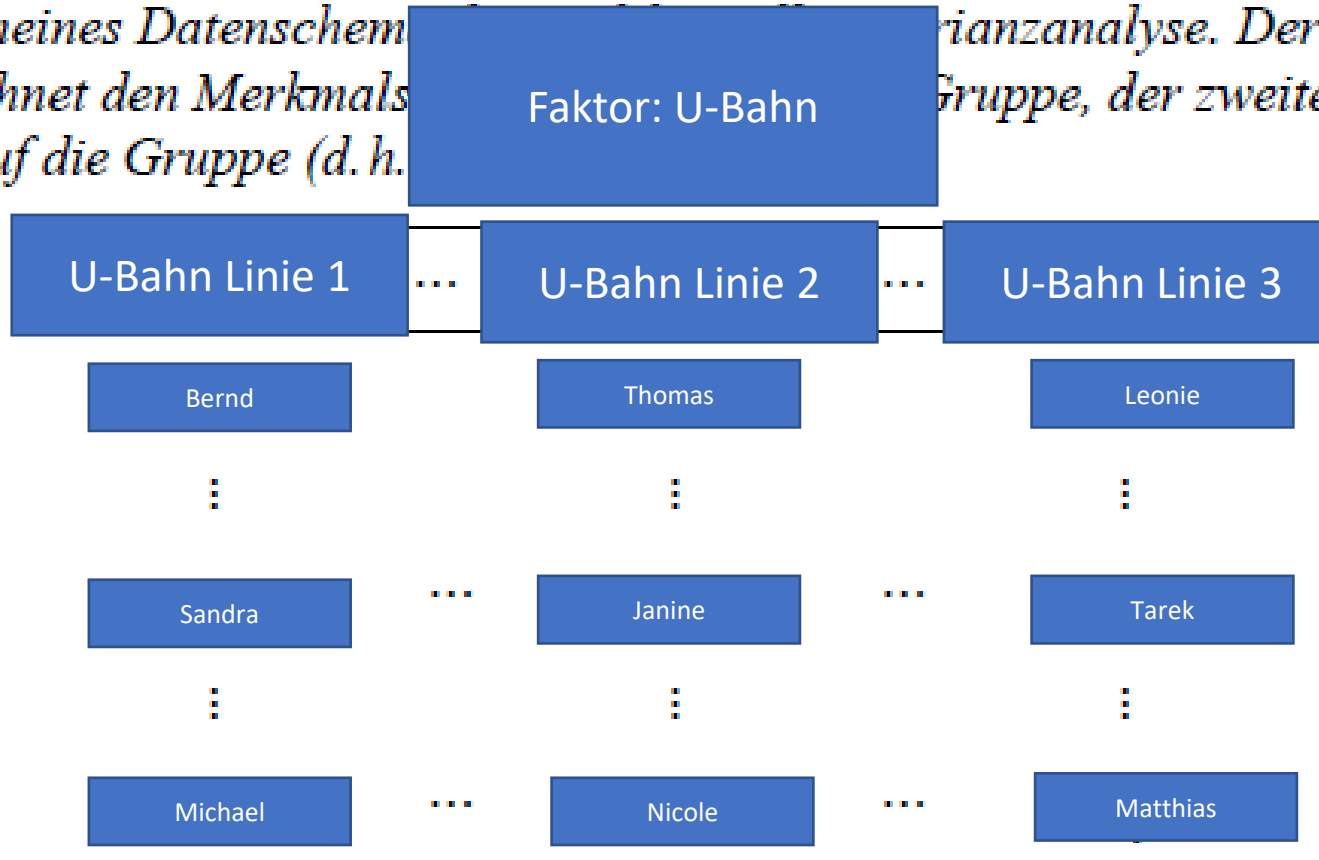 neines Datenschem rianzanalyse. Der
hnet den Merkmals Gruppe, der zweite
uf die Gruppe (d. h.
Faktor: U-Bahn
U-Bahn Linie 1 ... U-Bahn Linie 2 ... U-Bahn Linie 3
Bernd Thomas Leonie
⋮ ⋮ ⋮
Sandra ... Janine ... Tarek
⋮ ⋮ ⋮
Michael ... Nicole ... Matthias